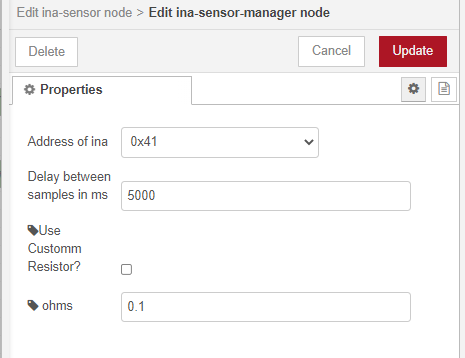 Edit ina-sensor node > Edit ina-sensor-manager node
Delete
Cancel
Update
Properties
Address of ina
0x41
Delay between
samples in ms
5000
Use
Customm
Resistor?
ohms
0.1